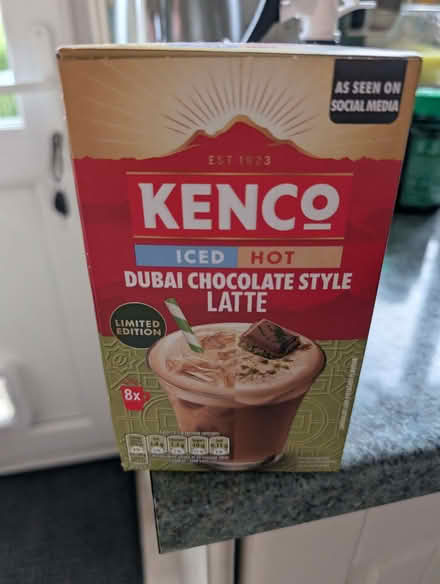 AS SEEN ON
SOCIAL MEDIA
EST 1923
KENCO
ICED HOT
DUBAI CHOCOLATE STYLE
LATTE
LIMITED
EDITION
8x